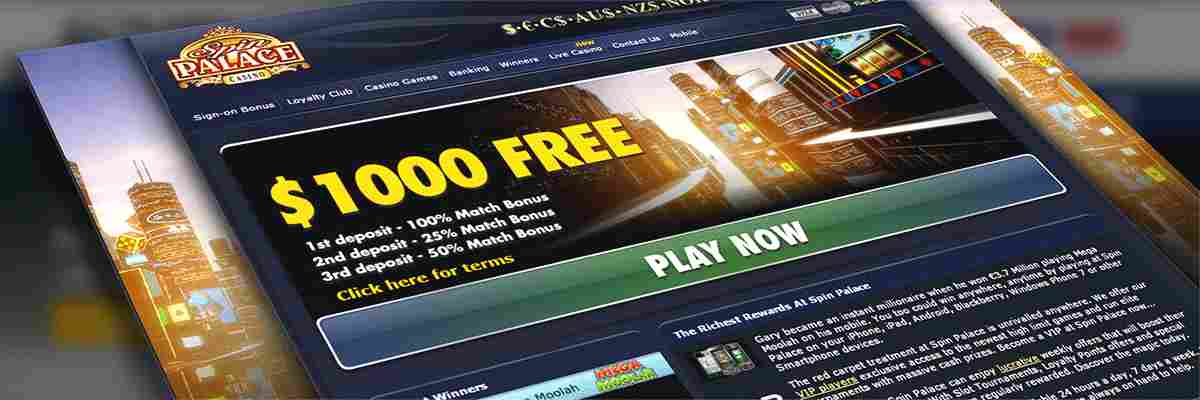 $·€·C$·AU$·NZ$·NOK
VISA
Spin
PALACE
CASINO
Sign-on Bonus Loyalty Club Casino Games Banking Winners Live Casino Contact Us Mobile
new
$1000 FREE
1st deposit - 100% Match Bonus
2nd deposit - 25% Match Bonus
3rd deposit - 50% Match Bonus
Click here for terms
PLAY NOW
The Richest Rewards At Spin Palace
Gary became an instant millionaire when he won €3.7 Million playing Mega
Moolah on his mobile. You too could win anywhere, anytime by playing at Spin
Palace on your iPhone, iPad, Android, Blackberry, Windows Phone 7 or other
Smartphone devices.
The red carpet treatment at Spin Palace is unrivalled anywhere. We offer our
VIP players exclusive access to the newest high limit games and run elite
tournaments with massive cash prizes. Become a VIP at Spin Palace now...
Spin Palace can enjoy lucrative weekly offers that will boost their
With Slot Tournaments, Loyalty Points offers and special
are regularly rewarded. Discover the magic today.
24 hours a day, 7 days a week
always on hand to help.
Winners
Moolah
MEGA
MOOLAH